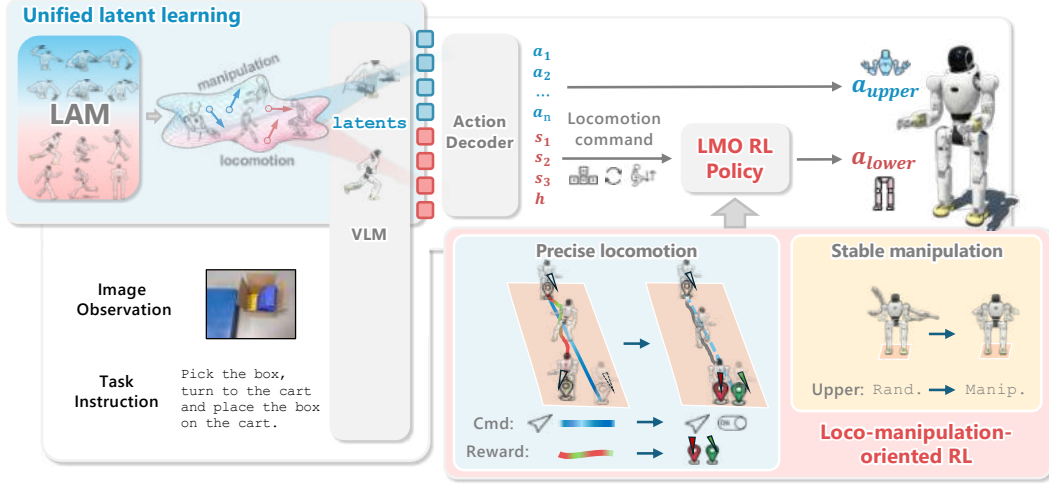 Unified latent learning
LAM
manipulation
locomotion
latents
VLM
Action
Decoder
a1
a2
...
an
s1
s2
s3
h
Locomotion
command
LMO RL
Policy
aupper
alower
Image
Observation
Task
Instruction
Pick the box,
turn to the cart
and place the box
on the cart.
Precise locomotion
Cmd:
Reward:
Stable manipulation
Upper: Rand. Manip.
Loco-manipulation-
oriented RL